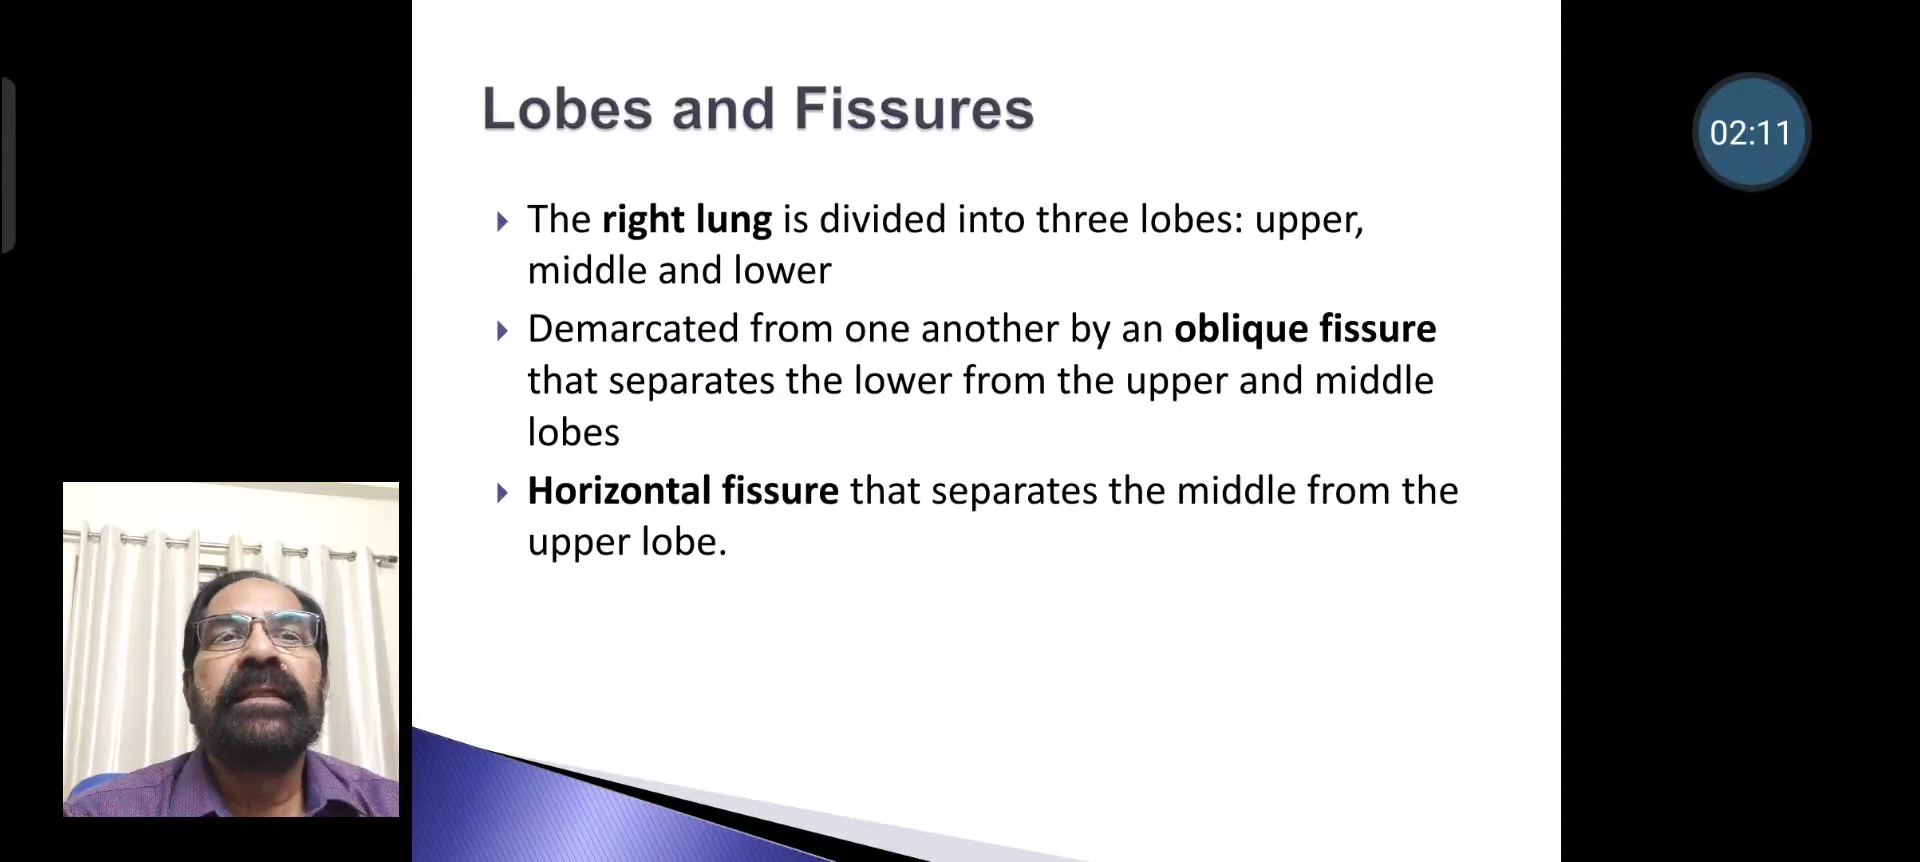 Lobes and Fissures
02:11
The right lung is divided into three lobes: upper,
middle and lower
Demarcated from one another by an oblique fissure
that separates the lower from the upper and middle
lobes
Horizontal fissure that separates the middle from the
upper lobe.